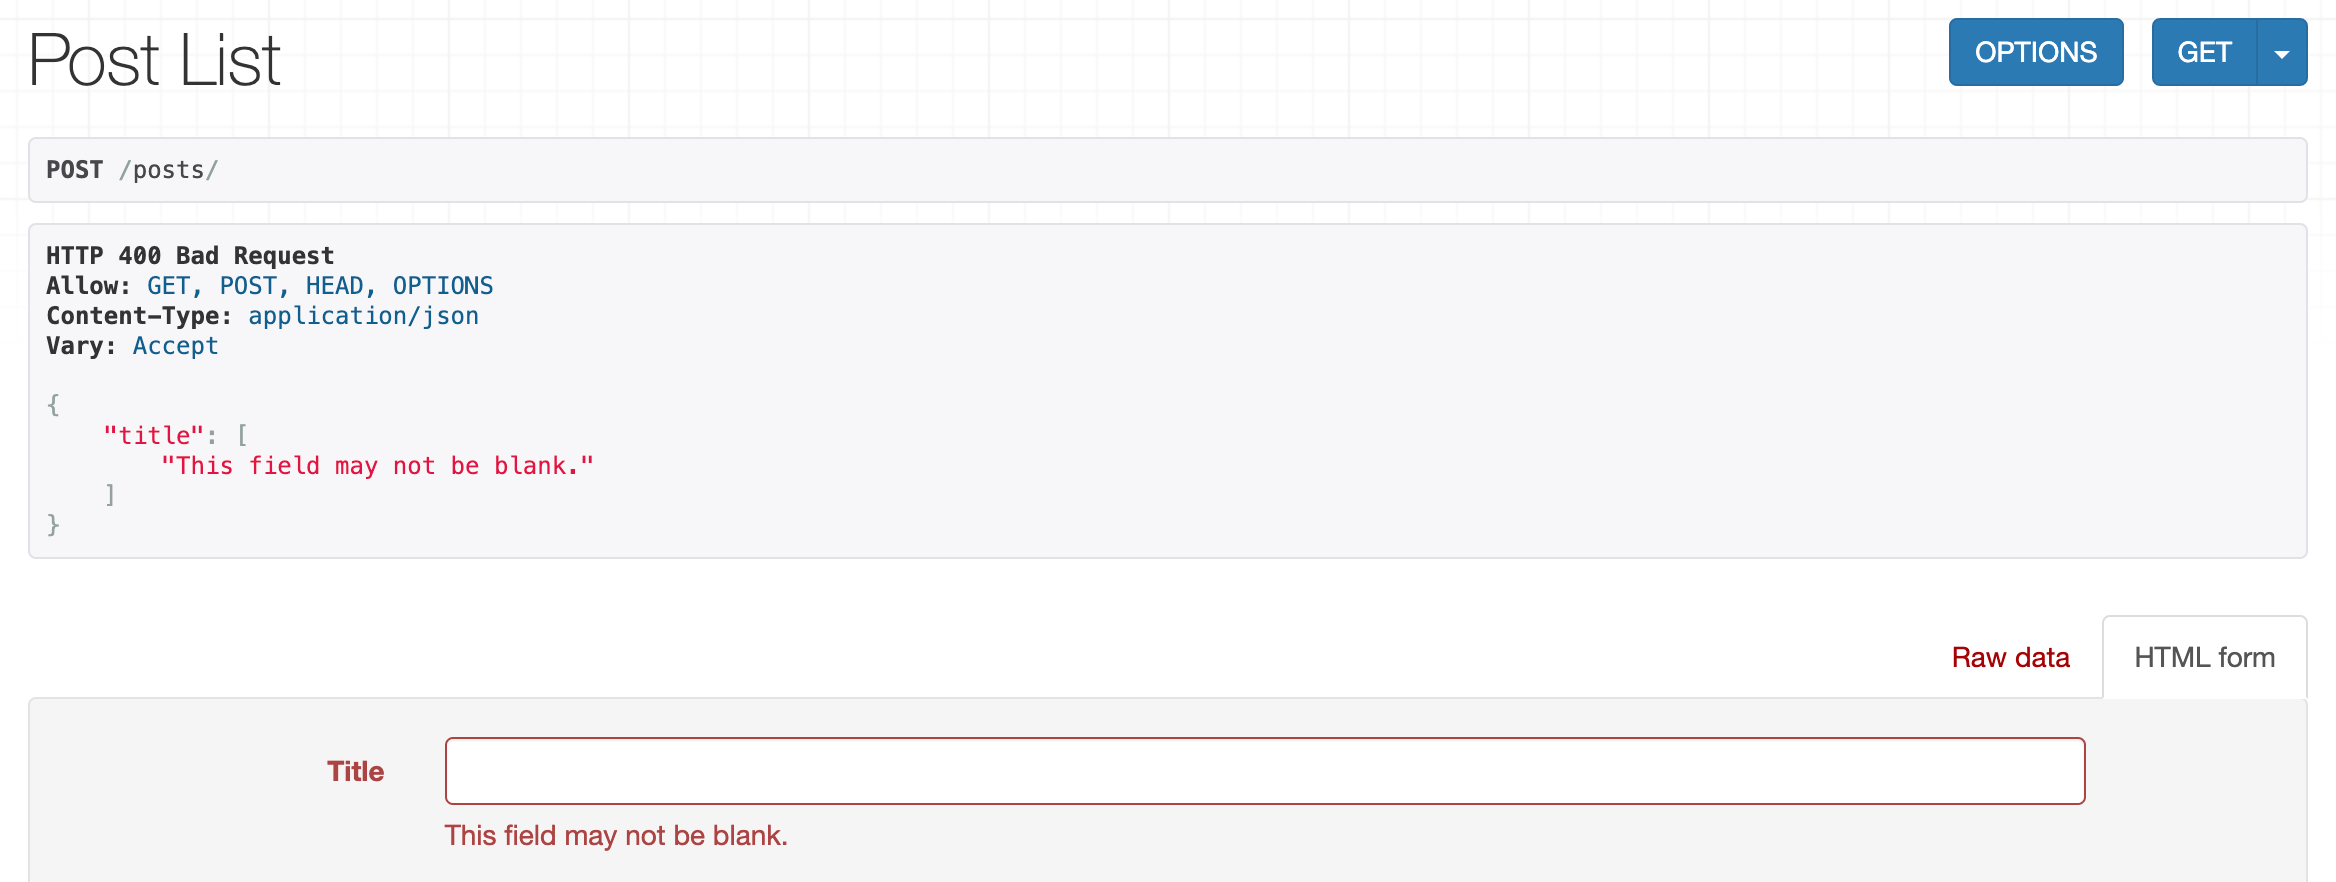 Post List
OPTIONS
GET
POST /posts/
HTTP 400 Bad Request
Allow: GET, POST, HEAD, OPTIONS
Content-Type: application/json
Vary: Accept
{
    "title": [
        "This field may not be blank."
    ]
}
Raw data
HTML form
Title
This field may not be blank.